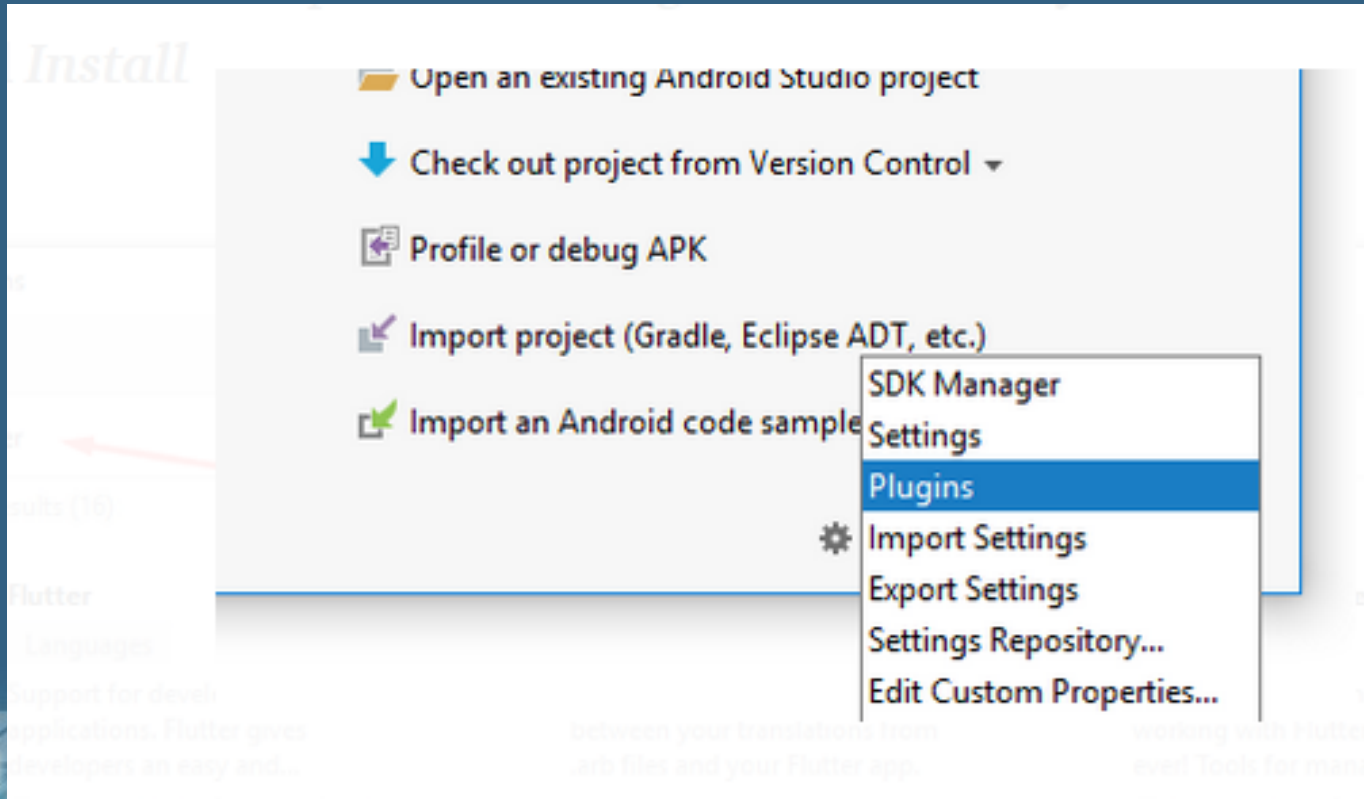 Install
Open an existing Android Studio project
Check out project from Version Control
Profile or debug APK
Import project (Gradle, Eclipse ADT, etc.)
Import an Android code sample
SDK Manager
Settings
Plugins
Import Settings
Export Settings
Settings Repository...
Edit Custom Properties...
(16)
Flutter
Languages
Support for
applications. Flutter gives
developers an easy and...
between your translations from
.arb files and your Flutter app.
working with Flutter
ever! Tools for